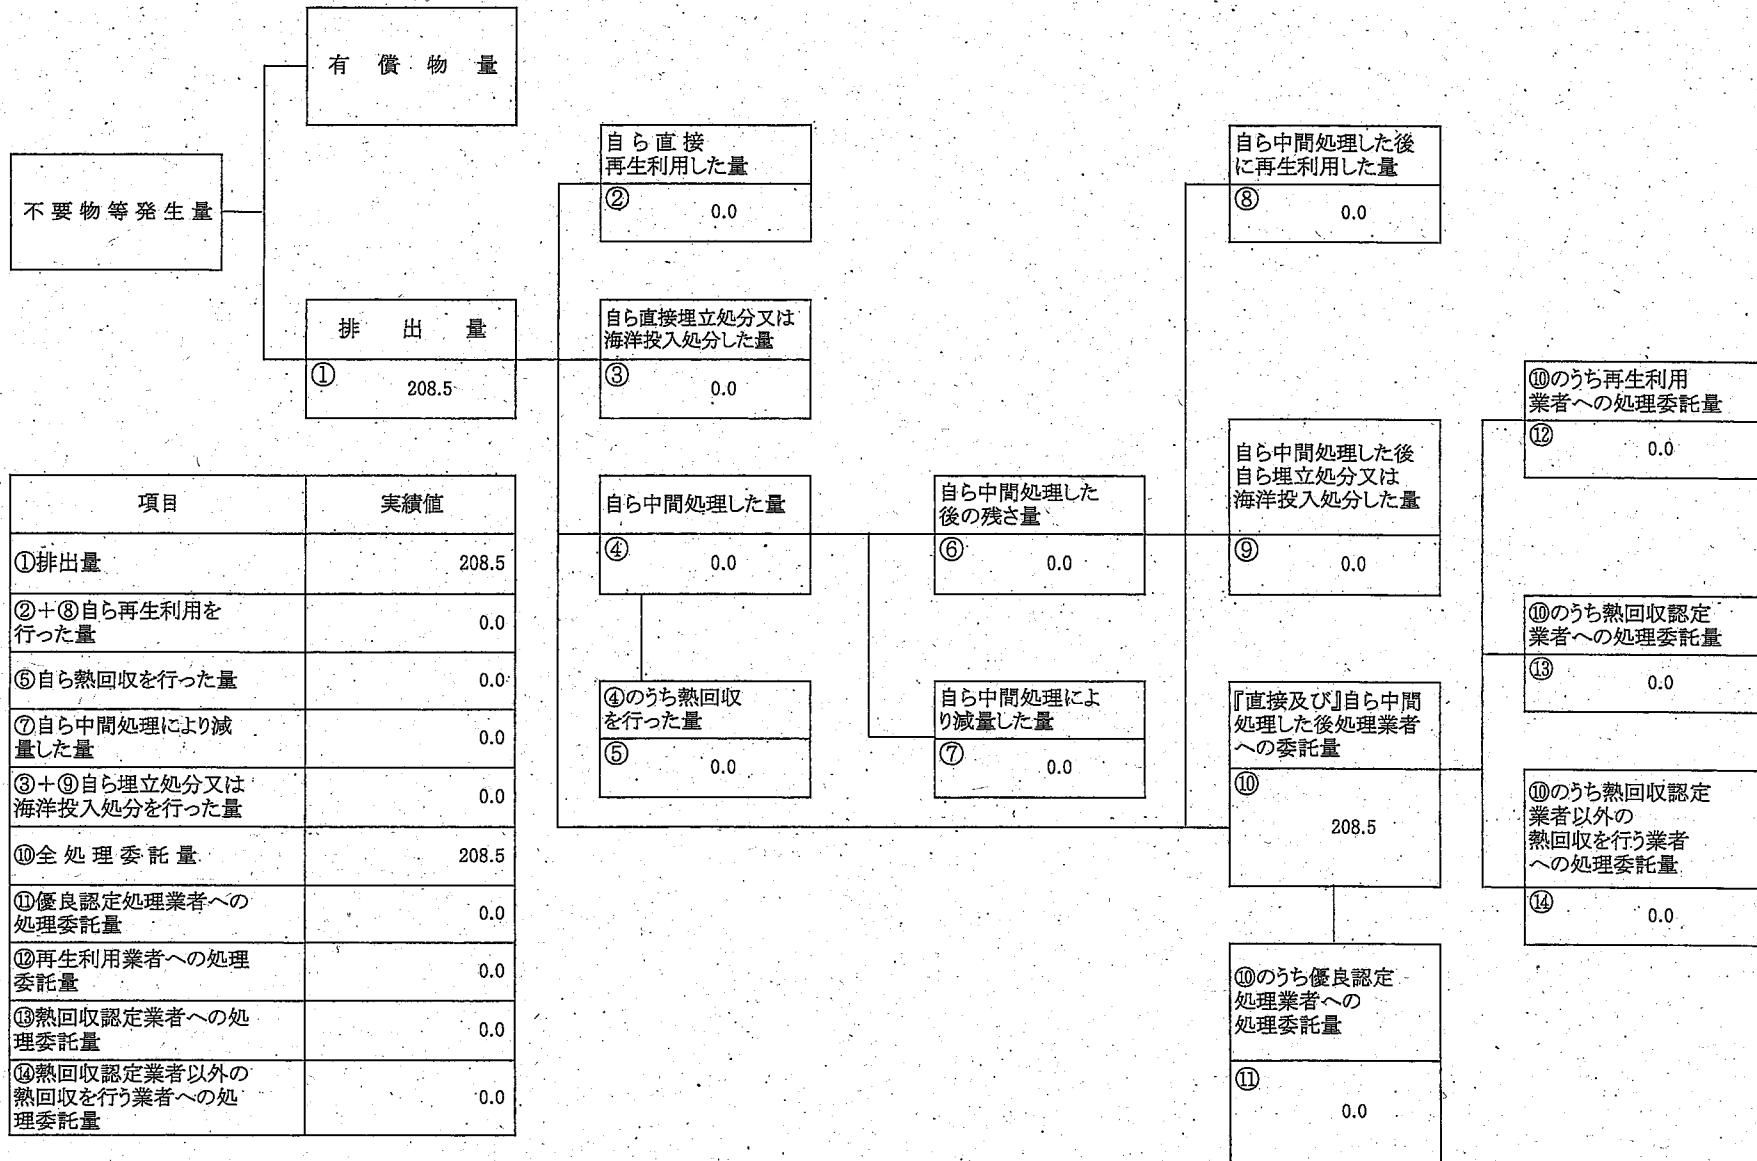 有 償 物 量
不 要 物 等 発 生 量
排 出 量
① 208.5
自 ら 直 接
再生利用した量
② 0.0
自ら直接埋立処分又は
海洋投入処分した量
③ 0.0
自ら中間処理した量
④ 0.0
④のうち熱回収
を行った量
⑤ 0.0
自ら中間処理した
後の残さ量
⑥ 0.0
自ら中間処理によ
り減量した量
⑦ 0.0
自ら中間処理した後
に再生利用した量
⑧ 0.0
自ら中間処理した後
自ら埋立処分又は
海洋投入処分した量
⑨ 0.0
『直接及び』自ら中間
処理した後処理業者
への委託量
⑩
208.5
⑩のうち優良認定
処理業者への
処理委託量
⑪
0.0
⑩のうち再生利用
業者への処理委託量
⑫ 0.0
⑩のうち熱回収認定
業者への処理委託量
⑬ 0.0
⑩のうち熱回収認定
業者以外の
熱回収を行う業者
への処理委託量
⑭ 0.0
項目 実績値
①排出量 208.5
②＋⑧自ら再生利用を
行った量 0.0
⑤自ら熱回収を行った量 0.0
⑦自ら中間処理により減
量した量 0.0
③＋⑨自ら埋立処分又は
海洋投入処分を行った量 0.0
⑩全 処 理 委 託 量 208.5
⑪優良認定処理業者への
処理委託量 0.0
⑫再生利用業者への処理
委託量 0.0
⑬熱回収認定業者への処
理委託量 0.0
⑭熱回収認定業者以外の
熱回収を行う業者への処
理委託量 0.0